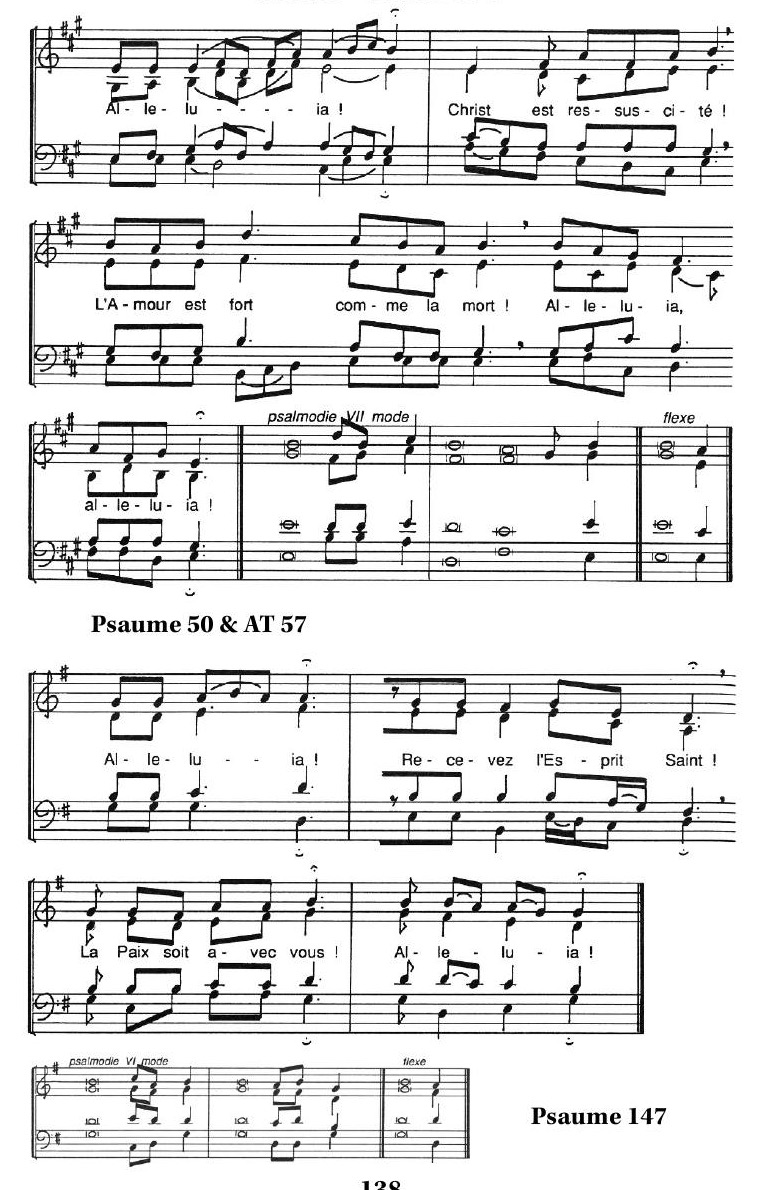 Al - le - lu - - - ia ! Christ est res - sus - ci - té !
L'A - mour est fort com - me la mort ! Al - le - lu - ia,
psalmodie VII mode flexe
al - le - lu - ia !
Psaume 50 & AT 57
Al - le - lu - - ia ! Re - ce - vez l'Es - prit Saint !
La Paix soit a - vec vous ! Al - le - lu - ia !
psalmodie VI mode flexe
Psaume 147
138